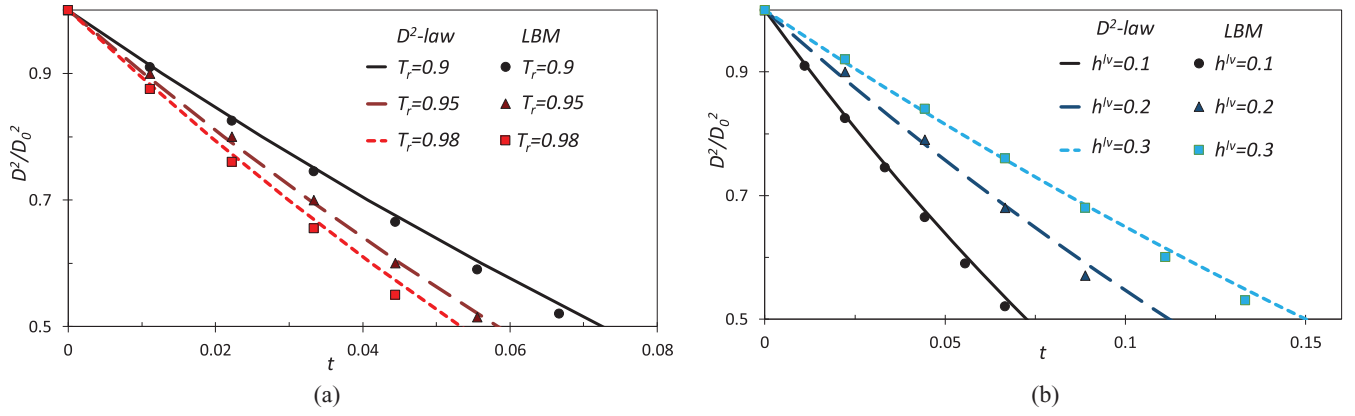 D²-law LBM
Tr=0.9 Tr=0.9
Tr=0.95 Tr=0.95
Tr=0.98 Tr=0.98
0.9
0.7
0.5
D²/D₀²
0 0.02 0.04 0.06 0.08
t
(a)
D²-law LBM
hˡᵛ=0.1 hˡᵛ=0.1
hˡᵛ=0.2 hˡᵛ=0.2
hˡᵛ=0.3 hˡᵛ=0.3
0.9
0.7
0.5
D²/D₀²
0 0.05 0.1 0.15
t
(b)